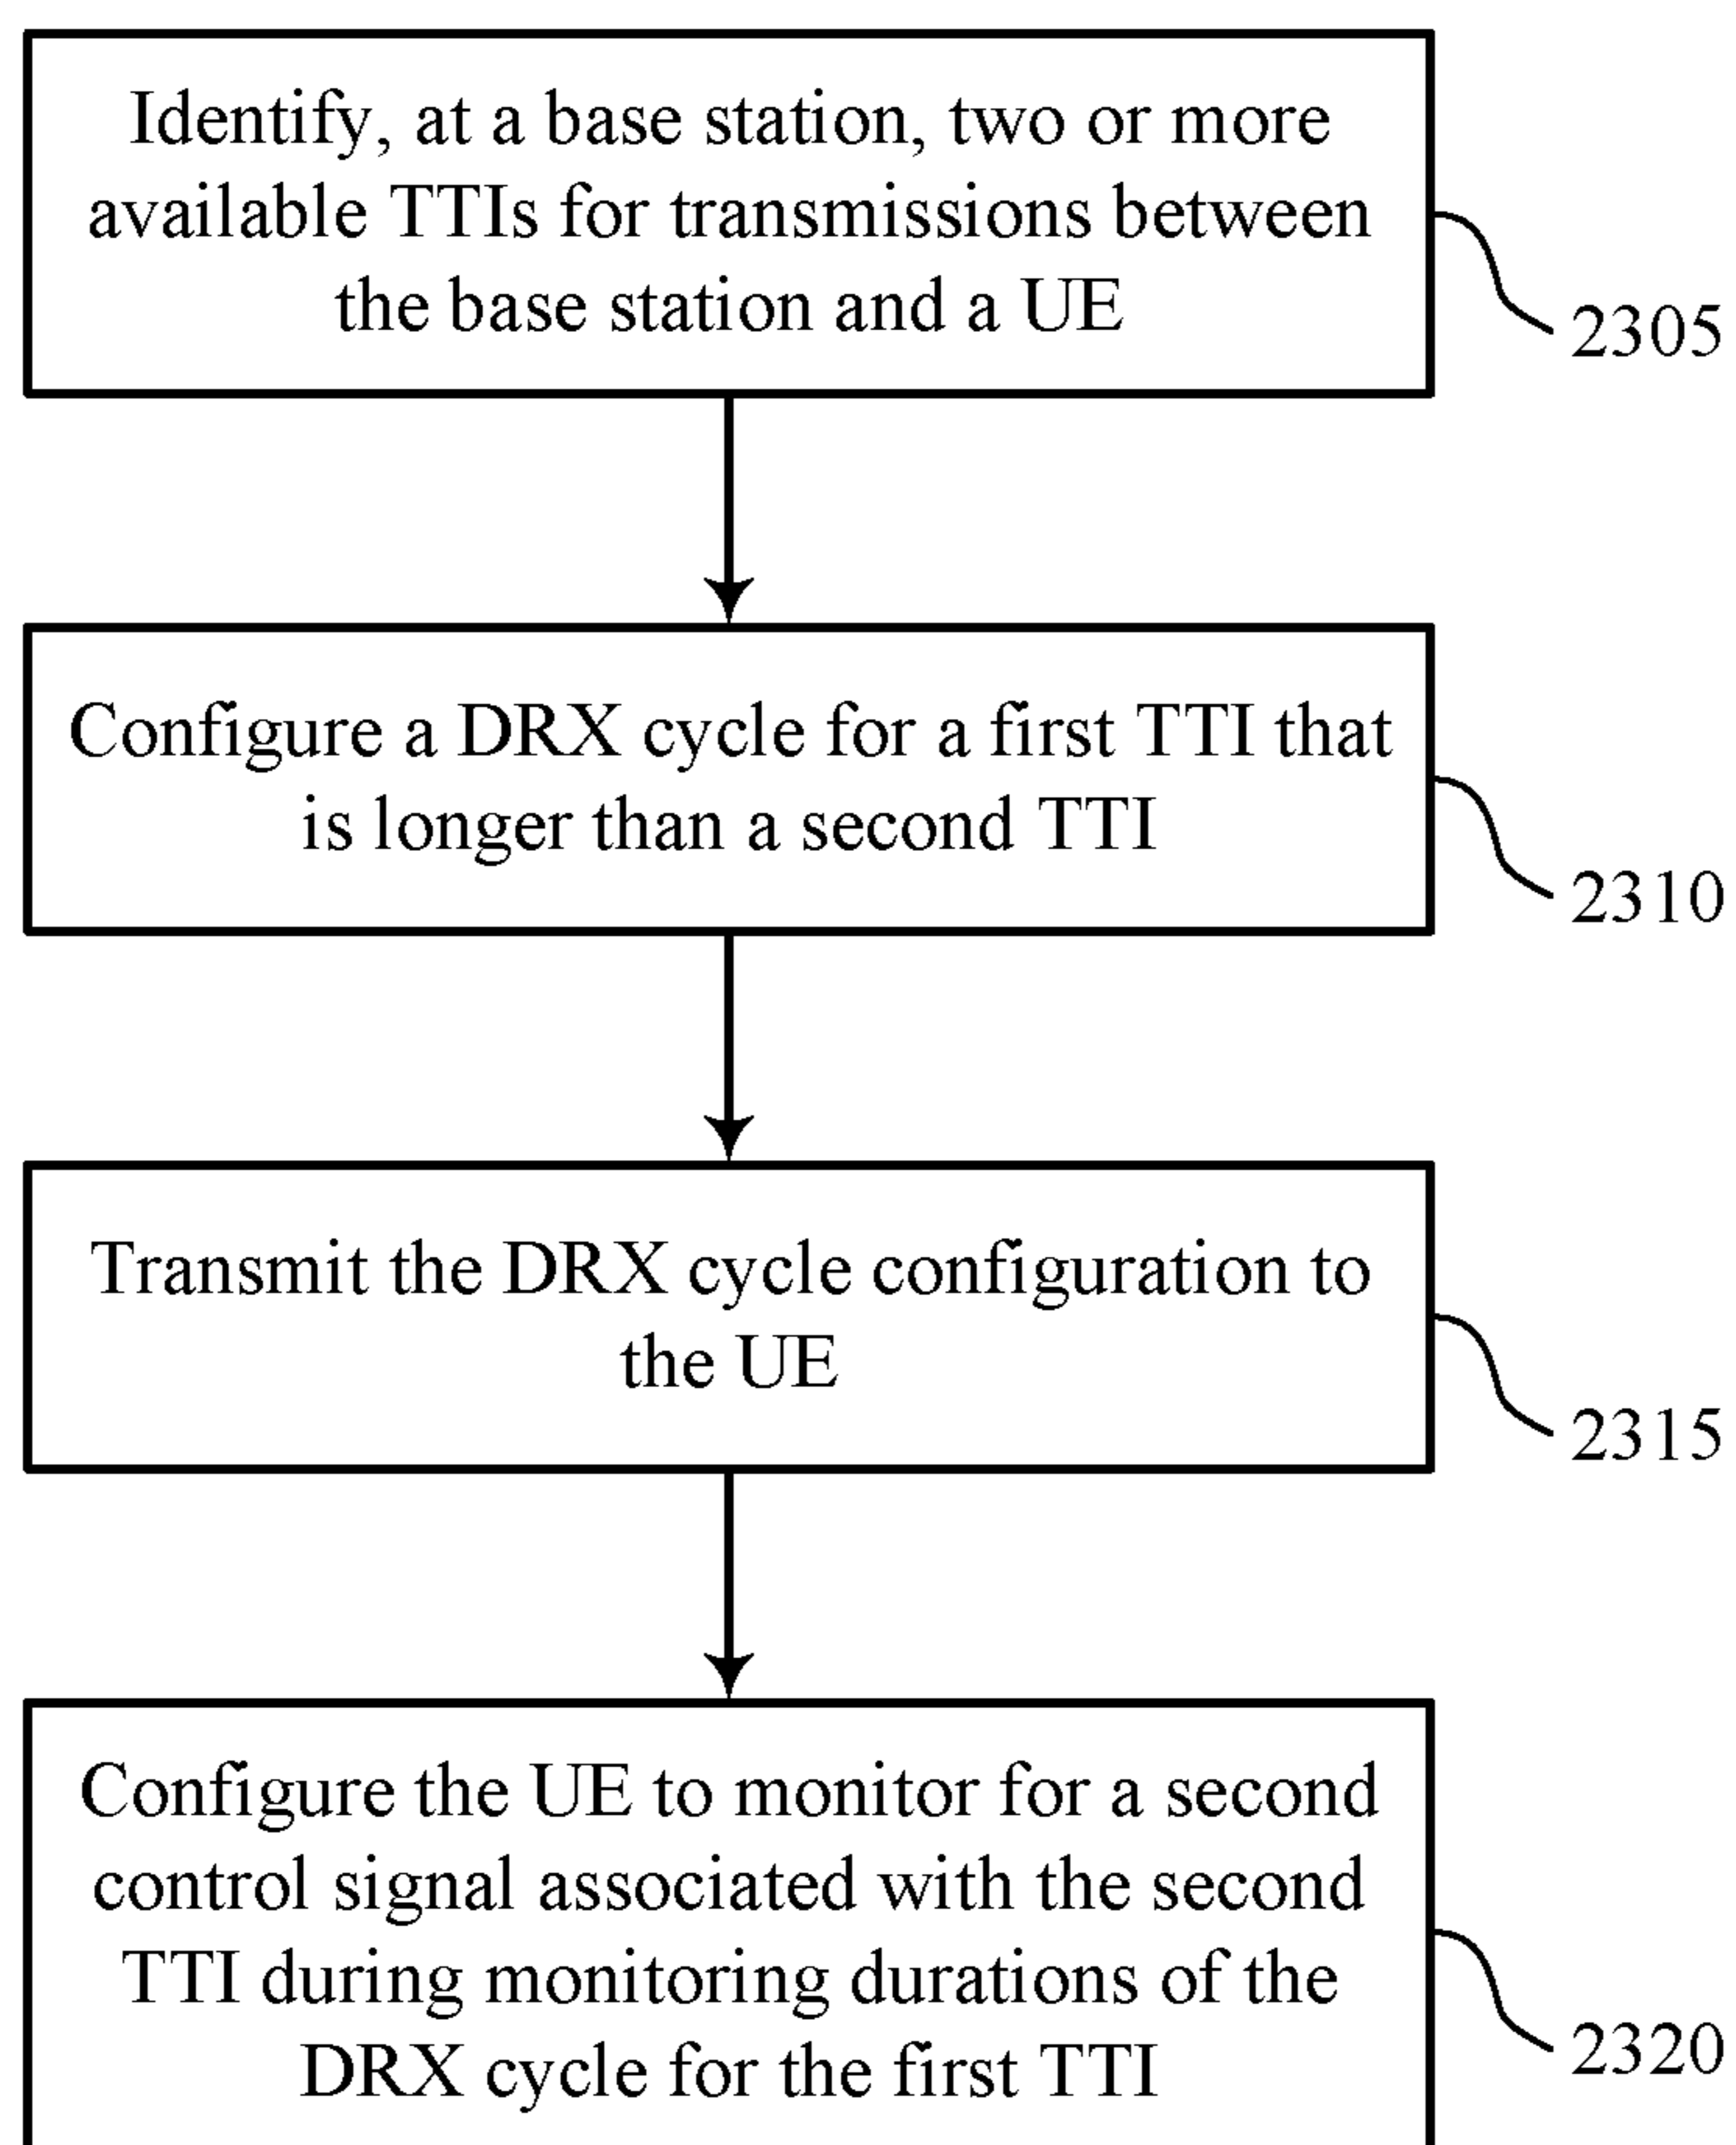 Identify, at a base station, two or more
available TTIs for transmissions between
the base station and a UE
2305
Configure a DRX cycle for a first TTI that
is longer than a second TTI
2310
Transmit the DRX cycle configuration to
the UE
2315
Configure the UE to monitor for a second
control signal associated with the second
TTI during monitoring durations of the
DRX cycle for the first TTI
2320